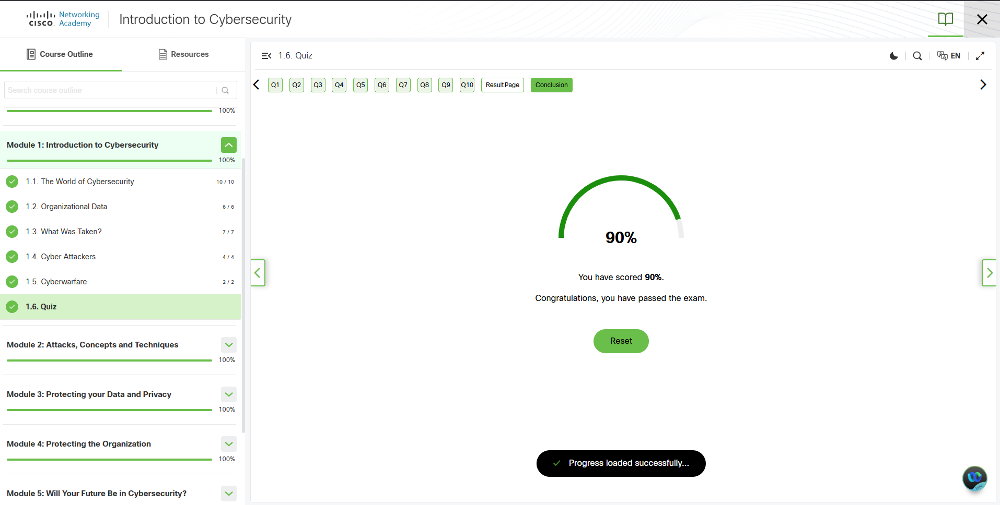 Networking
CISCO Academy
Introduction to Cybersecurity
Course Outline
Resources
Search course outline
100%
Module 1: Introduction to Cybersecurity
100%
1.1. The World of Cybersecurity 10 / 10
1.2. Organizational Data 6 / 6
1.3. What Was Taken? 7 / 7
1.4. Cyber Attackers 4 / 4
1.5. Cyberwarfare 2 / 2
1.6. Quiz
Module 2: Attacks, Concepts and Techniques
100%
Module 3: Protecting your Data and Privacy
100%
Module 4: Protecting the Organization
100%
Module 5: Will Your Future Be in Cybersecurity?
1.6. Quiz
EN
Q1 Q2 Q3 Q4 Q5 Q6 Q7 Q8 Q9 Q10 Result Page Conclusion
90%
You have scored 90%.
Congratulations, you have passed the exam.
Reset
Progress loaded successfully...
Beta